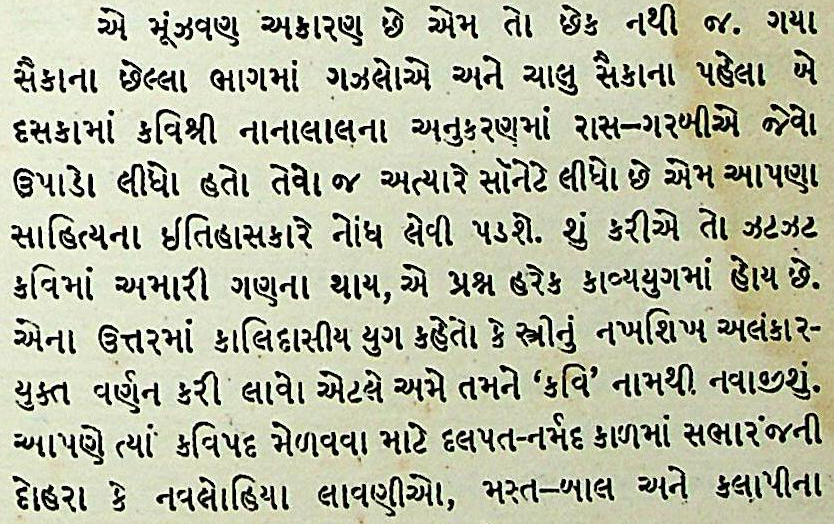 એ મૂંઝવણ અકારણ છે એમ તો છેક નથી જ. ગયા
સૈકાના છેલ્લા ભાગમાં ગઝલોએ અને ચાલુ સૈકાના પહેલા બે
દસકામાં કવિશ્રી નાનાલાલના અનુકરણમાં રાસ–ગરબીએ જેવો
ઉપાડો લીધો હતો તેવો જ અત્યારે સૉનેટે લીધો છે એમ આપણા
સાહિત્યના ઇતિહાસકારે નોંધ લેવી પડશે. શું કરીએ તો ઝટઝટ
કવિમાં અમારી ગણના થાય, એ પ્રશ્ન હરેક કાવ્યયુગમાં હોય છે.
એના ઉત્તરમાં કાલિદાસીય યુગ કહેતો કે સ્ત્રીનું નખશિખ અલંકાર-
યુક્ત વર્ણન કરી લાવો એટલે અમે તમને ‘કવિ’ નામથી નવાજીશું.
આપણે ત્યાં કવિપદ મેળવવા માટે દલપત-નર્મદ કાળમાં સભારંજની
દોહરા કે નવલોહિયા લાવણીઓ, મસ્ત–બાલ અને કલાપીના